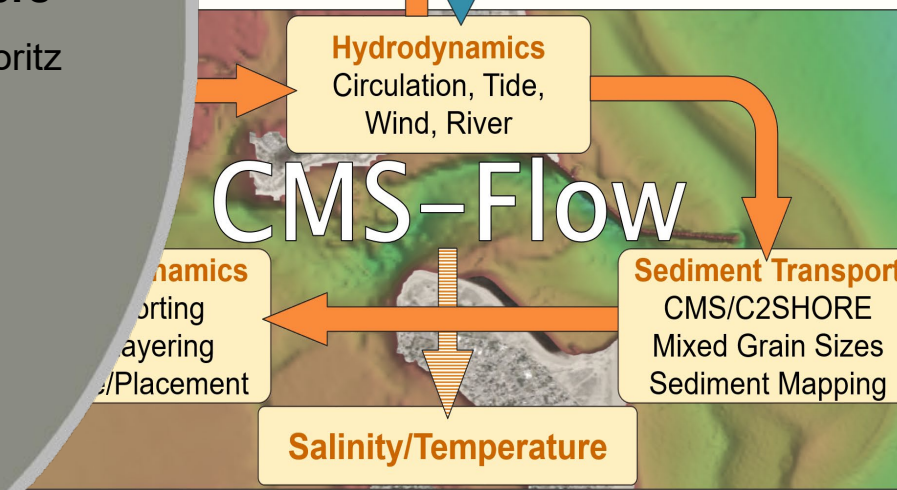 oritz
Hydrodynamics
Circulation, Tide,
Wind, River
CMS-Flow
namics
orting
ayering
e/Placement
Sediment Transport
CMS/C2SHORE
Mixed Grain Sizes
Sediment Mapping
Salinity/Temperature